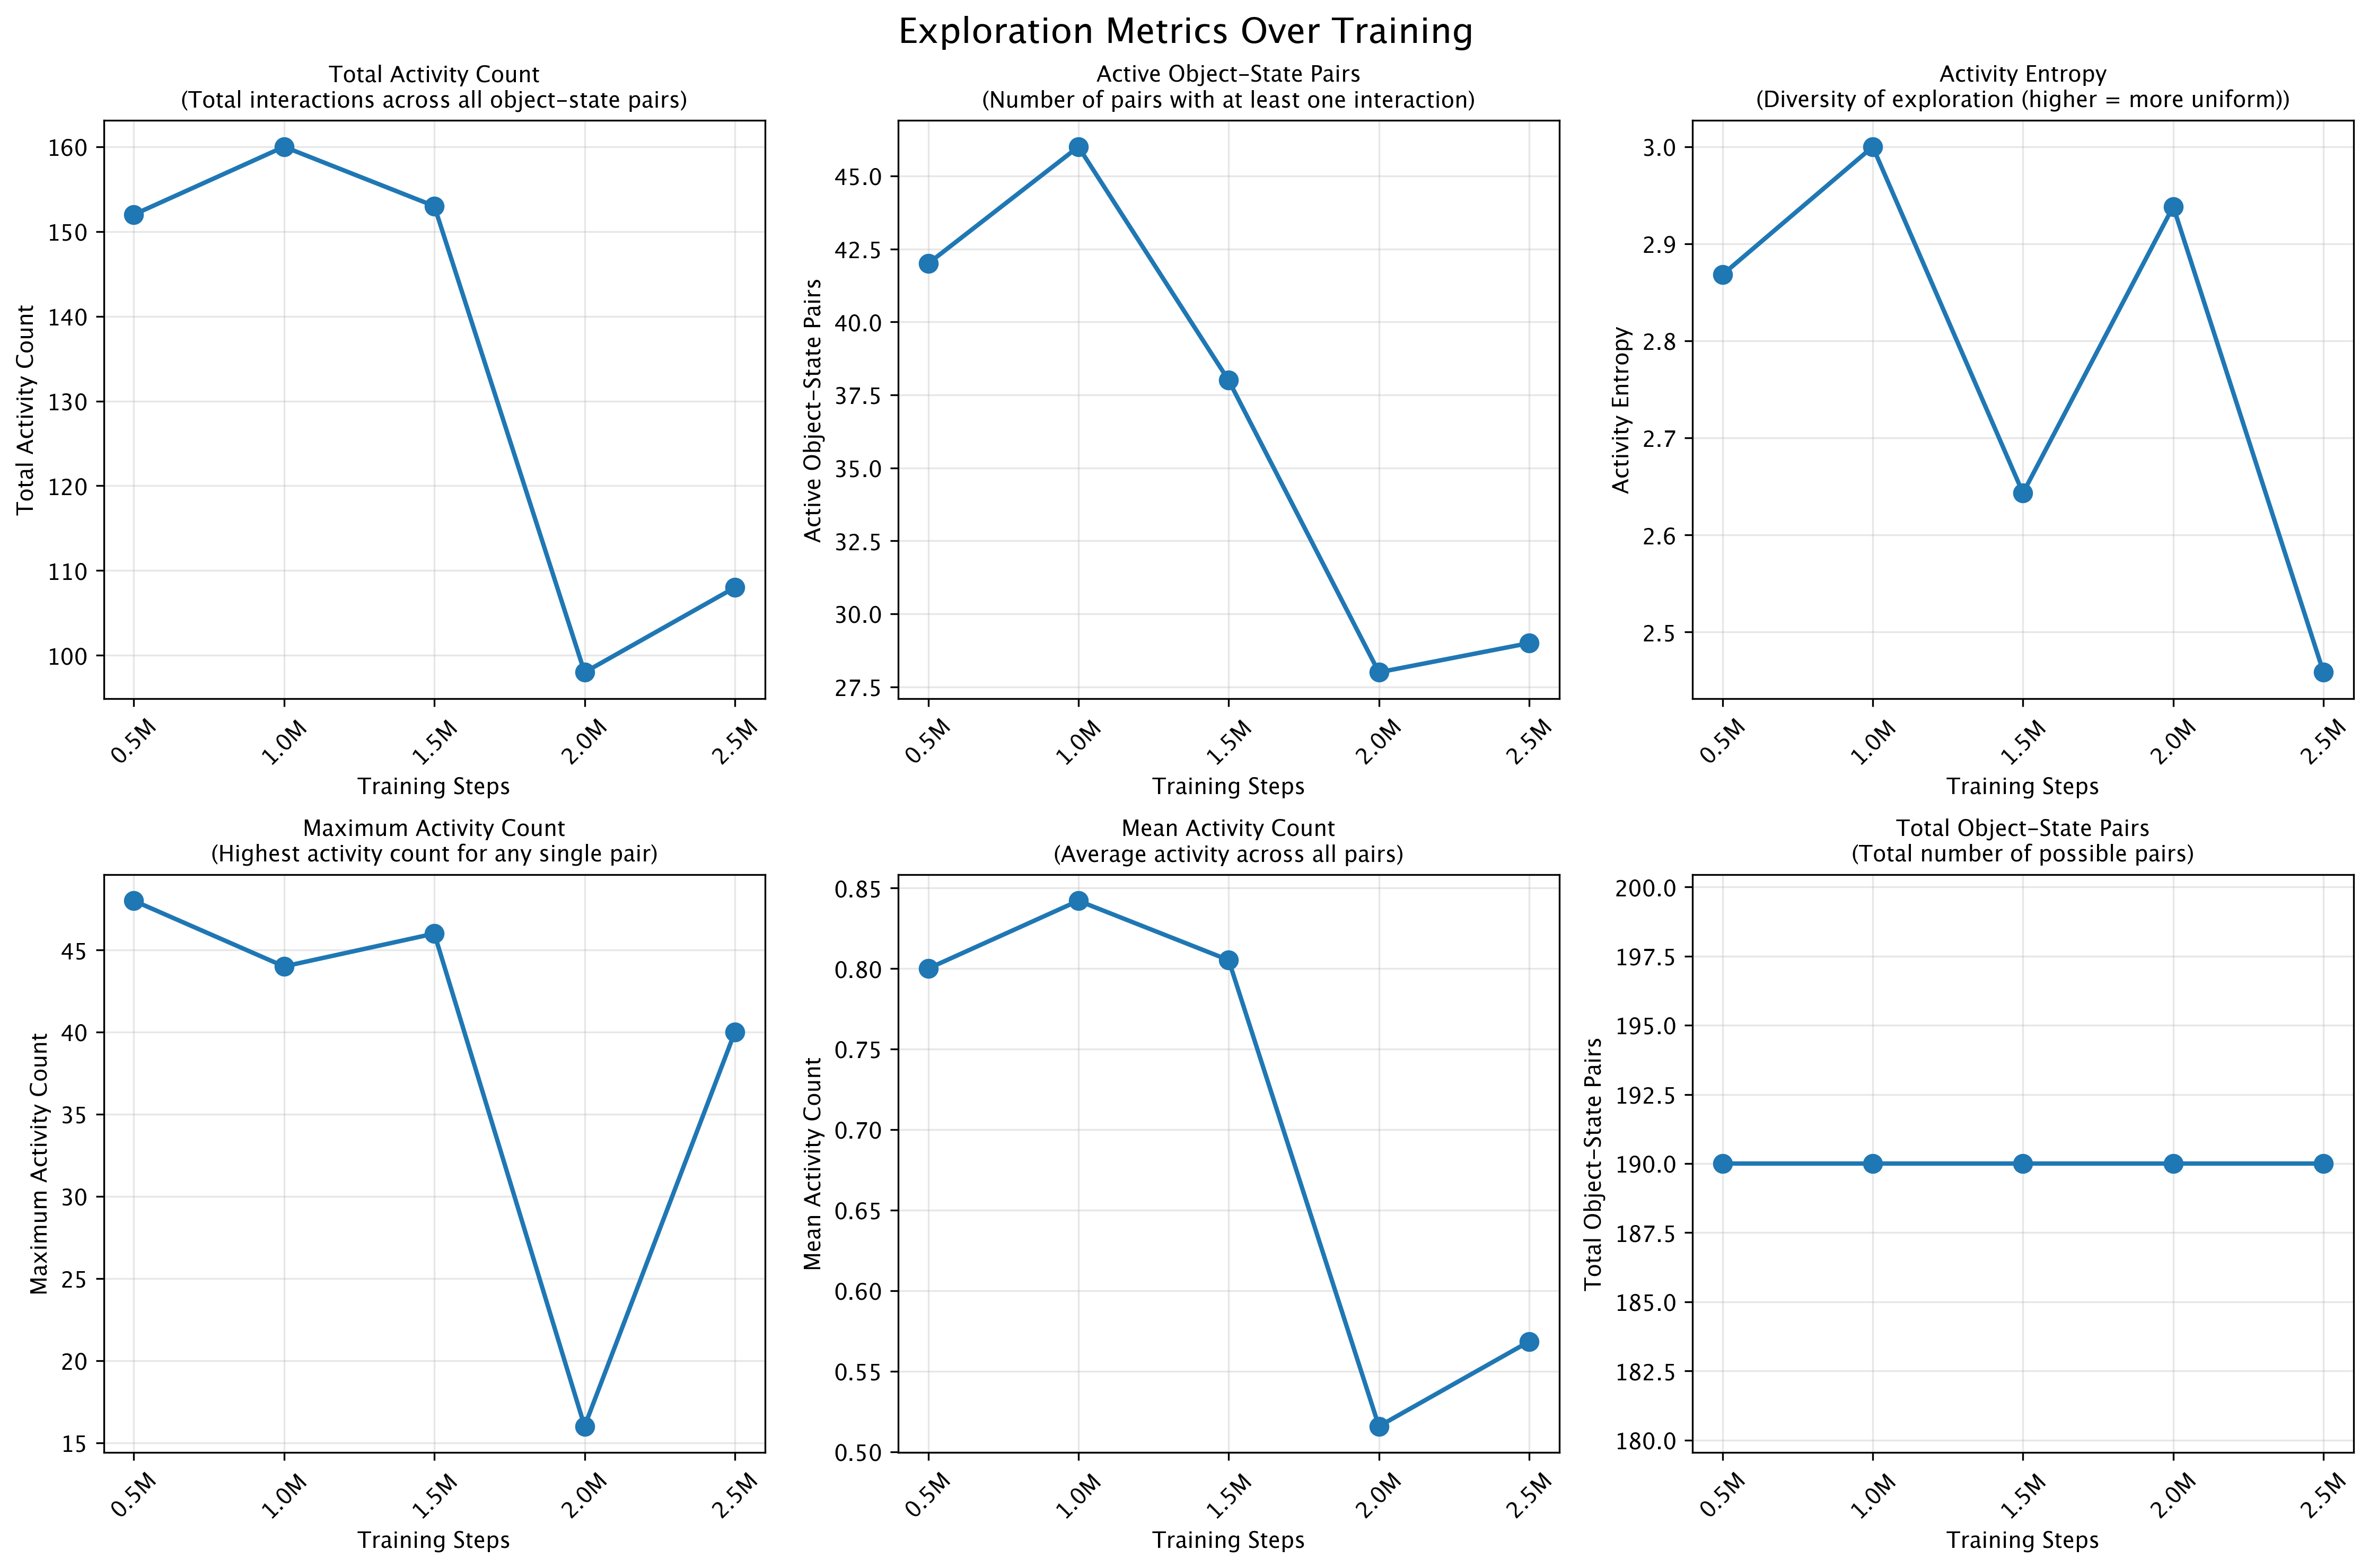 Exploration Metrics Over Training
Total Activity Count
(Total interactions across all object-state pairs)
Total Activity Count
160
150
140
130
120
110
100
0.5M
1.0M
1.5M
2.0M
2.5M
Training Steps
Active Object-State Pairs
(Number of pairs with at least one interaction)
Active Object-State Pairs
45.0
42.5
40.0
37.5
35.0
32.5
30.0
27.5
0.5M
1.0M
1.5M
2.0M
2.5M
Training Steps
Activity Entropy
(Diversity of exploration (higher = more uniform))
Activity Entropy
3.0
2.9
2.8
2.7
2.6
2.5
0.5M
1.0M
1.5M
2.0M
2.5M
Training Steps
Maximum Activity Count
(Highest activity count for any single pair)
Maximum Activity Count
45
40
35
30
25
20
15
0.5M
1.0M
1.5M
2.0M
2.5M
Training Steps
Mean Activity Count
(Average activity across all pairs)
Mean Activity Count
0.85
0.80
0.75
0.70
0.65
0.60
0.55
0.50
0.5M
1.0M
1.5M
2.0M
2.5M
Training Steps
Total Object-State Pairs
(Total number of possible pairs)
Total Object-State Pairs
200.0
197.5
195.0
192.5
190.0
187.5
185.0
182.5
180.0
0.5M
1.0M
1.5M
2.0M
2.5M
Training Steps